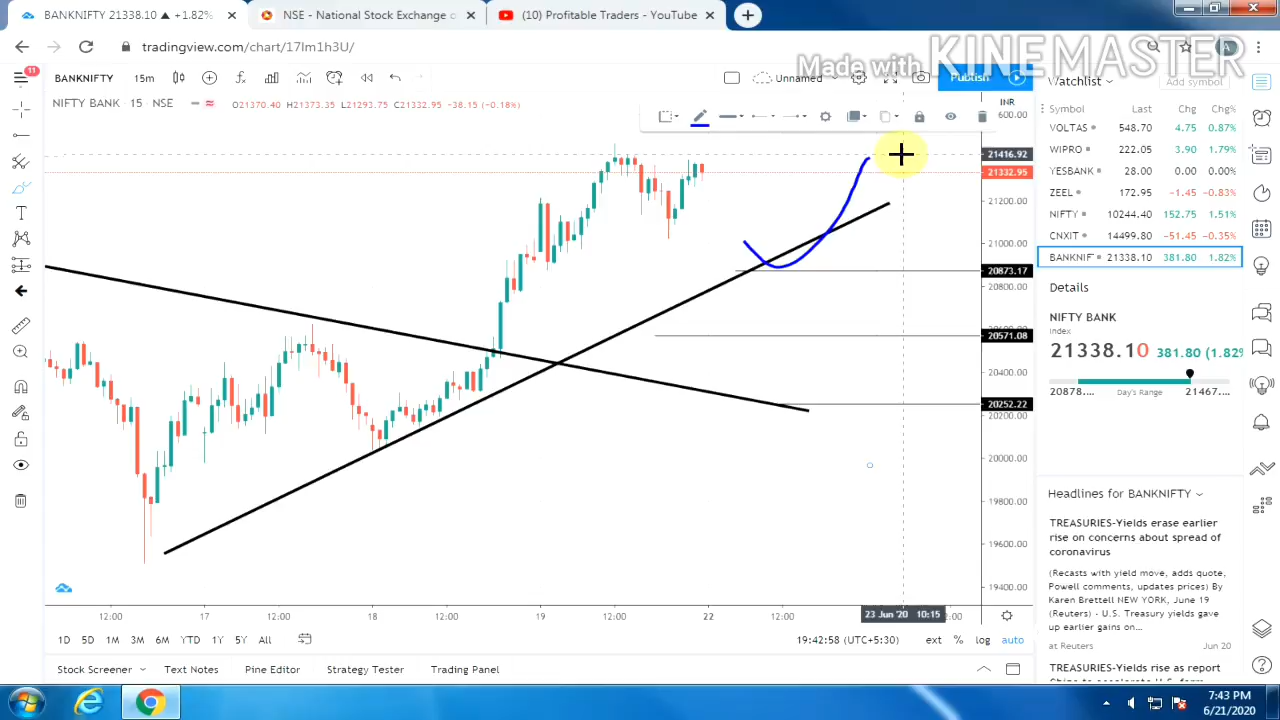 BANKNIFTY 21338.10 ▲ +1.82%
NSE - National Stock Exchange o
(10) Profitable Traders - YouTube
tradingview.com/chart/17lm1h3U/
Made with KINEMASTER
11
BANKNIFTY 15m
Unnamed
Publish
Watchlist
Add symbol
NIFTY BANK · 15 · NSE
O21370.40 H21373.35 L21293.75 C21332.95 −38.15 (−0.18%)
INR
600.00
21416.92
21332.95
21200.00
21000.00
20873.17
20800.00
20571.08
20400.00
20252.22
20200.00
20000.00
19800.00
19600.00
19400.00
Symbol Last Chg Chg%
VOLTAS 548.70 4.75 0.87%
WIPRO 222.05 3.90 1.79%
YESBANK 28.00 0.00 0.00%
ZEEL 172.95 −1.45 −0.83%
NIFTY 10244.40 152.75 1.51%
CNXIT 14499.80 −51.45 −0.35%
BANKNIF 21338.10 381.80 1.82%
Details
NIFTY BANK
Index
21338.10 381.80 (1.82%
20878.... Day's Range 21467....
Headlines for BANKNIFTY
TREASURIES-Yields erase earlier
rise on concerns about spread of
coronavirus
(Recasts with yield move, adds quote,
Powell comments, updates prices) By
Karen Brettell NEW YORK, June 19
(Reuters) - U.S. Treasury yields gave
up earlier gains on...
at Reuters Jun 20
TREASURIES-Yields rise as report
12:00 17 12:00 18 12:00 19 12:00 22 12:00 23 Jun '20 10:15 2:00
1D 5D 1M 3M 6M YTD 1Y 5Y All
19:42:58 (UTC+5:30) ext % log auto
Stock Screener Text Notes Pine Editor Strategy Tester Trading Panel
7:43 PM
6/21/2020